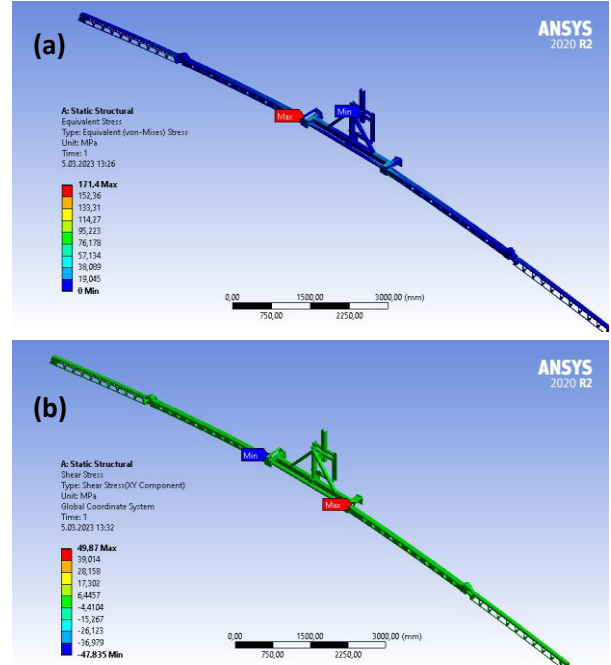 (a)
ANSYS
2020 R2
A: Static Structural
Equivalent Stress
Type: Equivalent (von-Mises) Stress
Unit: MPa
Time: 1
5.03.2023 13:26
171,4 Max
152,36
133,31
114,27
95,223
76,178
57,134
38,089
19,045
0 Min
Max
Min
0,00 1500,00 3000,00 (mm)
750,00 2250,00
(b)
ANSYS
2020 R2
A: Static Structural
Shear Stress
Type: Shear Stress(XY Component)
Unit: MPa
Global Coordinate System
Time: 1
5.03.2023 13:32
49,87 Max
39,014
28,158
17,302
6,4457
-4,4104
-15,267
-26,123
-36,979
-47,835 Min
Min
Max
0,00 1500,00 3000,00 (mm)
750,00 2250,00